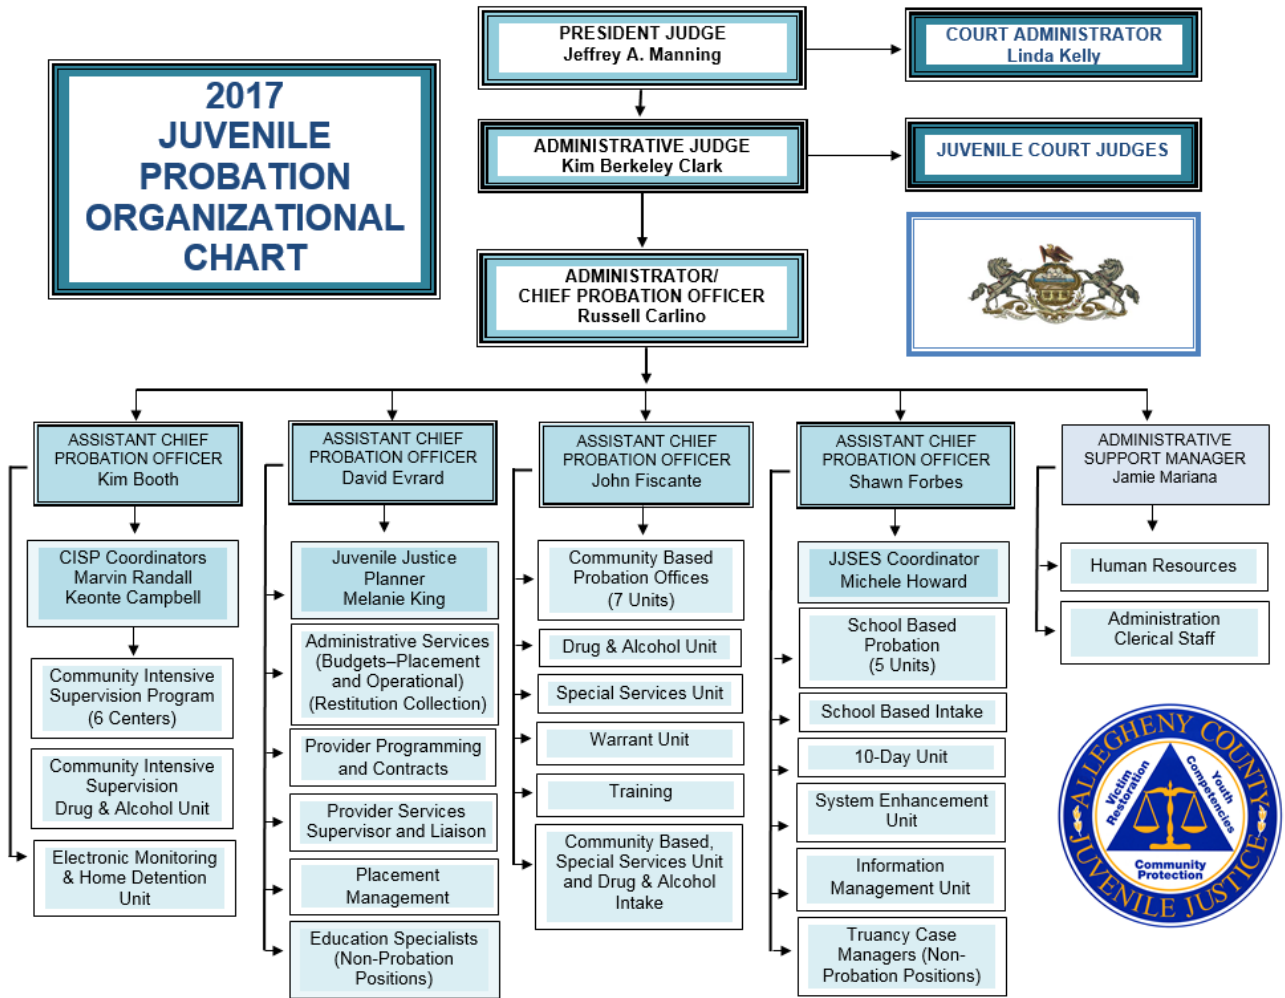 PRESIDENT JUDGE
Jeffrey A. Manning
COURT ADMINISTRATOR
Linda Kelly
2017
JUVENILE
PROBATION
ORGANIZATIONAL
CHART
ADMINISTRATIVE JUDGE
Kim Berkeley Clark
JUVENILE COURT JUDGES
ADMINISTRATOR/
CHIEF PROBATION OFFICER
Russell Carlino
ASSISTANT CHIEF
PROBATION OFFICER
Kim Booth
CISP Coordinators
Marvin Randall
Keonte Campbell
Community Intensive
Supervision Program
(6 Centers)
Community Intensive
Supervision
Drug & Alcohol Unit
Electronic Monitoring
& Home Detention
Unit
ASSISTANT CHIEF
PROBATION OFFICER
David Evrard
Juvenile Justice
Planner
Melanie King
Administrative Services
(Budgets–Placement
and Operational)
(Restitution Collection)
Provider Programming
and Contracts
Provider Services
Supervisor and Liaison
Placement
Management
Education Specialists
(Non-Probation
Positions)
ASSISTANT CHIEF
PROBATION OFFICER
John Fiscante
Community Based
Probation Offices
(7 Units)
Drug & Alcohol Unit
Special Services Unit
Warrant Unit
Training
Community Based,
Special Services Unit
and Drug & Alcohol
Intake
ASSISTANT CHIEF
PROBATION OFFICER
Shawn Forbes
JJSES Coordinator
Michele Howard
School Based
Probation
(5 Units)
School Based Intake
10-Day Unit
System Enhancement
Unit
Information
Management Unit
Truancy Case
Managers (Non-
Probation Positions)
ADMINISTRATIVE
SUPPORT MANAGER
Jamie Mariana
Human Resources
Administration
Clerical Staff
ALLEGHENY COUNTY
Victim
Restoration
Youth
Competencies
Community
Protection
JUVENILE JUSTICE